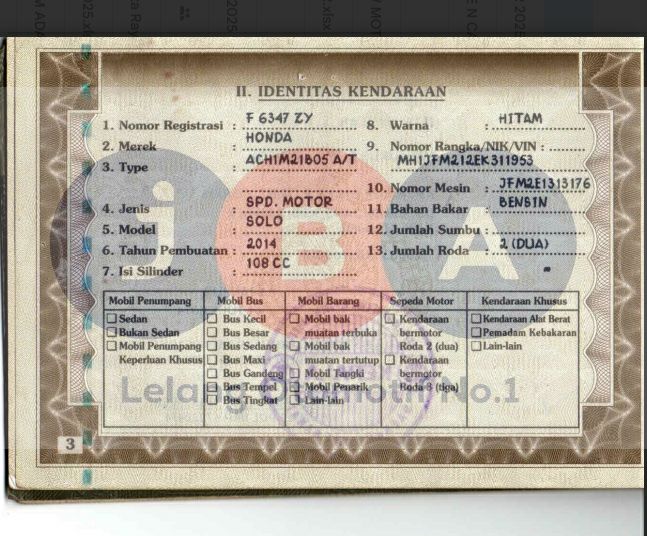 II. IDENTITAS KENDARAAN
1. Nomor Registrasi : F 6347 ZY
2. Merek : HONDA
3. Type : ACH1M21B05 A/T
4. Jenis : SPD. MOTOR
5. Model : SOLO
6. Tahun Pembuatan : 2014
7. Isi Silinder : 108 CC
8. Warna : HITAM
9. Nomor Rangka/NIK/VIN :
MH1JFM212EK311953
10. Nomor Mesin : JFM2E1313176
11. Bahan Bakar : BENSIN
12. Jumlah Sumbu : -
13. Jumlah Roda : 2 (DUA)
Mobil Penumpang
Sedan
Bukan Sedan
Mobil Penumpang
Keperluan Khusus
Mobil Bus
Bus Kecil
Bus Besar
Bus Sedang
Bus Maxi
Bus Gandeng
Bus Tempel
Bus Tingkat
Mobil Barang
Mobil bak
muatan terbuka
Mobil bak
muatan tertutup
Mobil Tangki
Mobil Penarik
Lain-lain
Sepeda Motor
Kendaraan
bermotor
Roda 2 (dua)
Kendaraan
bermotor
Roda 3 (tiga)
Kendaraan Khusus
Kendaraan Alat Berat
Pemadam Kebakaran
Lain-lain
iBA
Lelang Otomotif No.1
3